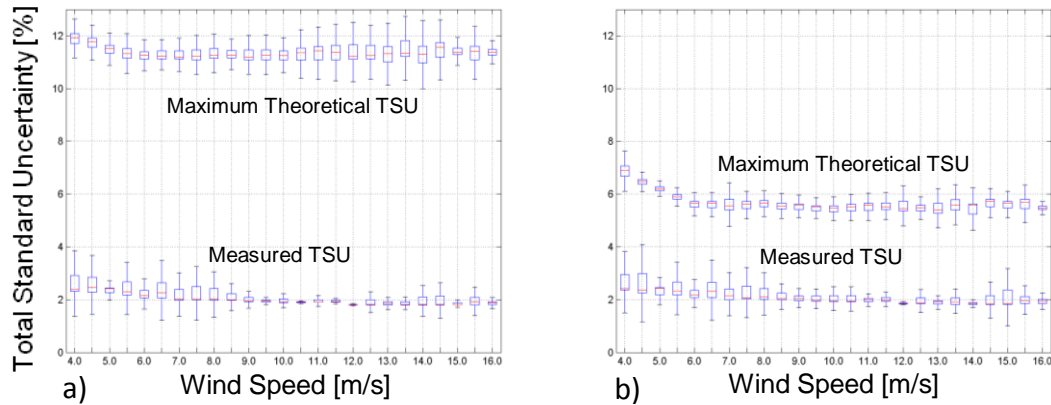 Total Standard Uncertainty [%]
12
10
8
6
4
2
0
Maximum Theoretical TSU
Measured TSU
4.0 5.0 6.0 7.0 8.0 9.0 10.0 11.0 12.0 13.0 14.0 15.0 16.0
a) Wind Speed [m/s]
12
10
8
6
4
2
0
Maximum Theoretical TSU
Measured TSU
4.0 5.0 6.0 7.0 8.0 9.0 10.0 11.0 12.0 13.0 14.0 15.0 16.0
b) Wind Speed [m/s]